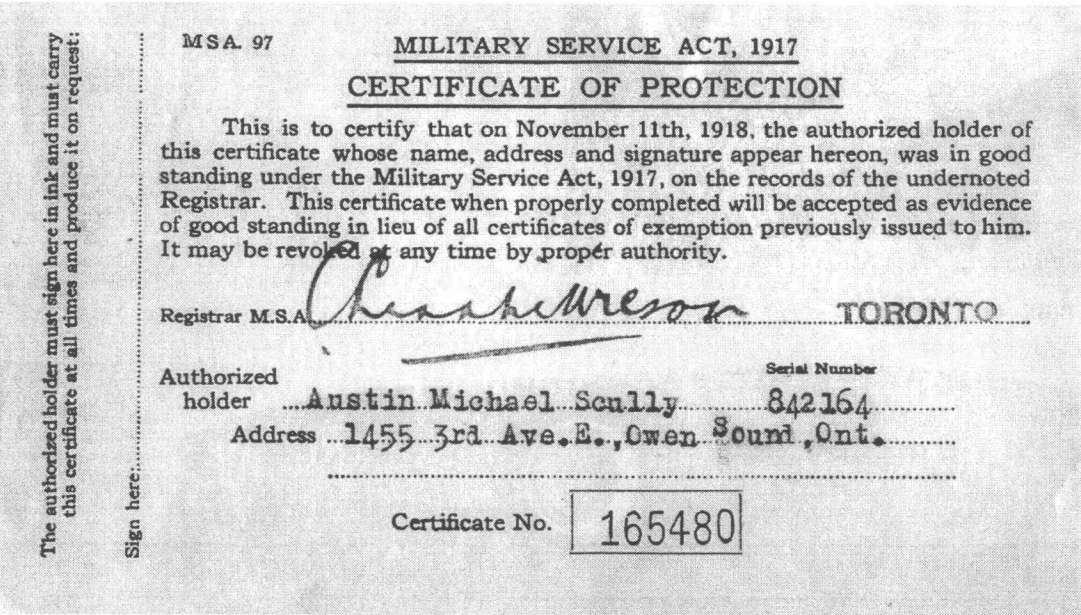 The authorized holder must sign here in ink and must carry
this certificate at all times and produce it on request:
Sign here
M S A. 97
MILITARY SERVICE ACT, 1917
CERTIFICATE OF PROTECTION
This is to certify that on November 11th, 1918, the authorized holder of
this certificate whose name, address and signature appear hereon, was in good
standing under the Military Service Act, 1917, on the records of the undernoted
Registrar. This certificate when properly completed will be accepted as evidence
of good standing in lieu of all certificates of exemption previously issued to him.
It may be revoked at any time by proper authority.
Registrar M.S.A. TORONTO
Serial Number
Authorized
holder Austin Michael Scully 842164
Address 1455 3rd Ave.E.,Owen Sound,Ont.
Certificate No. 165480